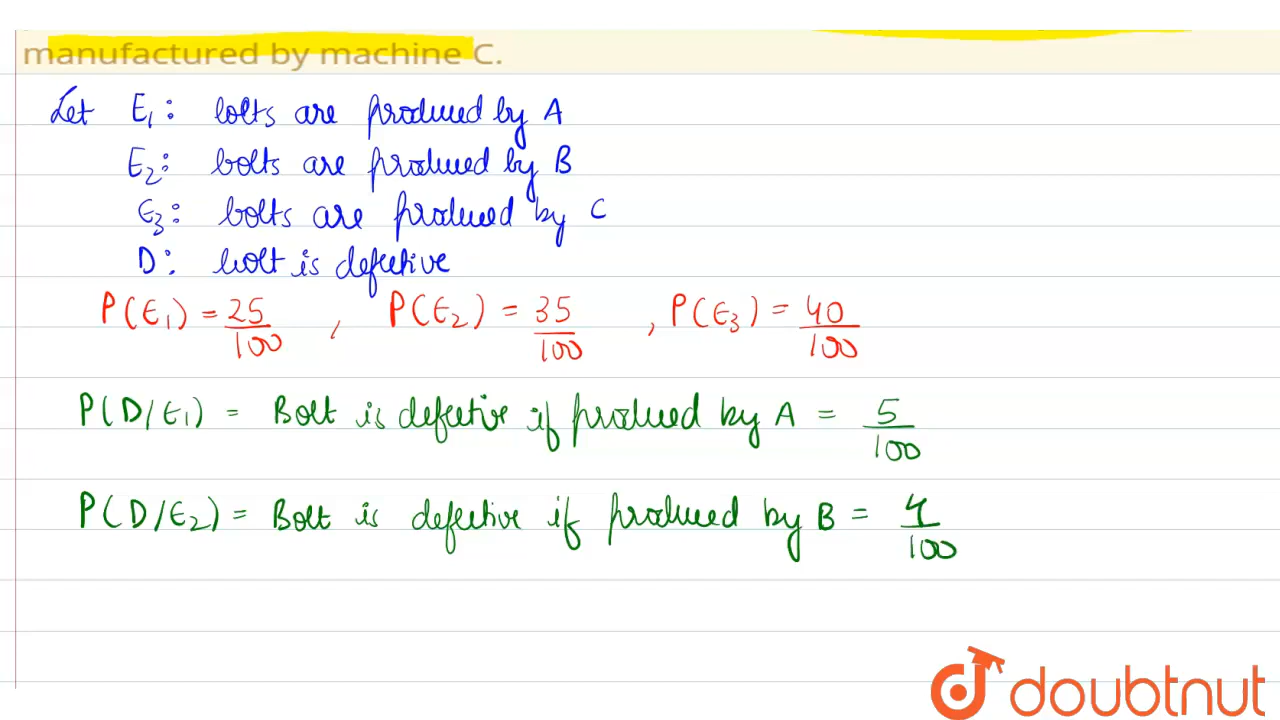 manufactured by machine C.
Let E₁: bolts are produced by A
E₂: bolts are produced by B
E₃: bolts are produced by C
D: bolt is defective
P(E₁) = 25/100 , P(E₂) = 35/100 , P(E₃) = 40/100
P(D/E₁) = Bolt is defective if produced by A = 5/100
P(D/E₂) = Bolt is defective if produced by B = 4/100
doubtnut